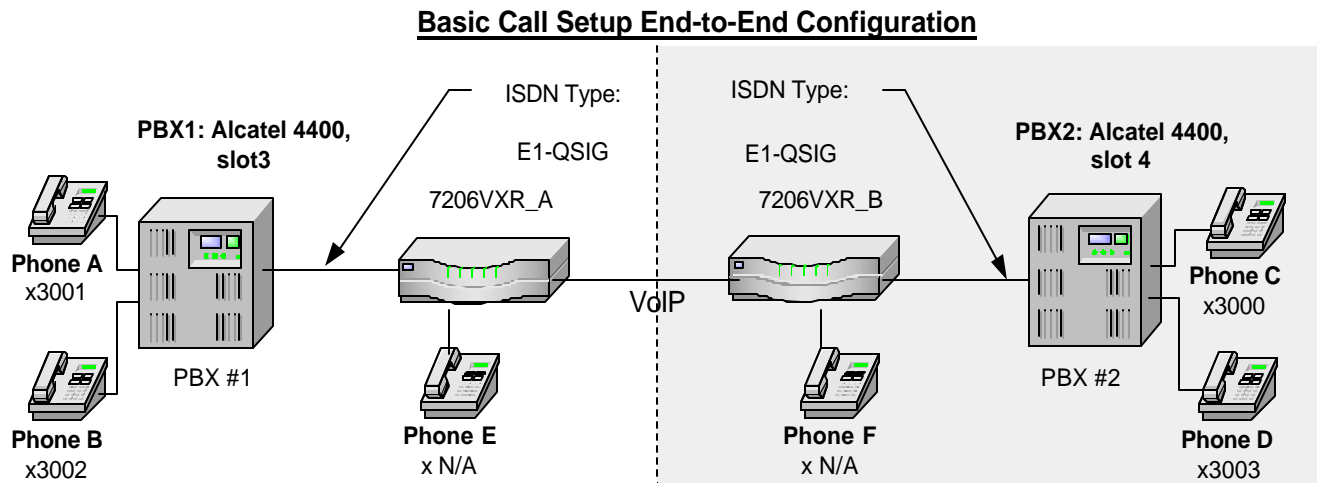 Basic Call Setup End-to-End Configuration
ISDN Type:
E1-QSIG
ISDN Type:
E1-QSIG
PBX1: Alcatel 4400,
slot3
PBX2: Alcatel 4400,
slot 4
7206VXR_A
7206VXR_B
Phone A
x3001
Phone C
x3000
VoIP
PBX #1
PBX #2
Phone B
x3002
Phone E
x N/A
Phone F
x N/A
Phone D
x3003